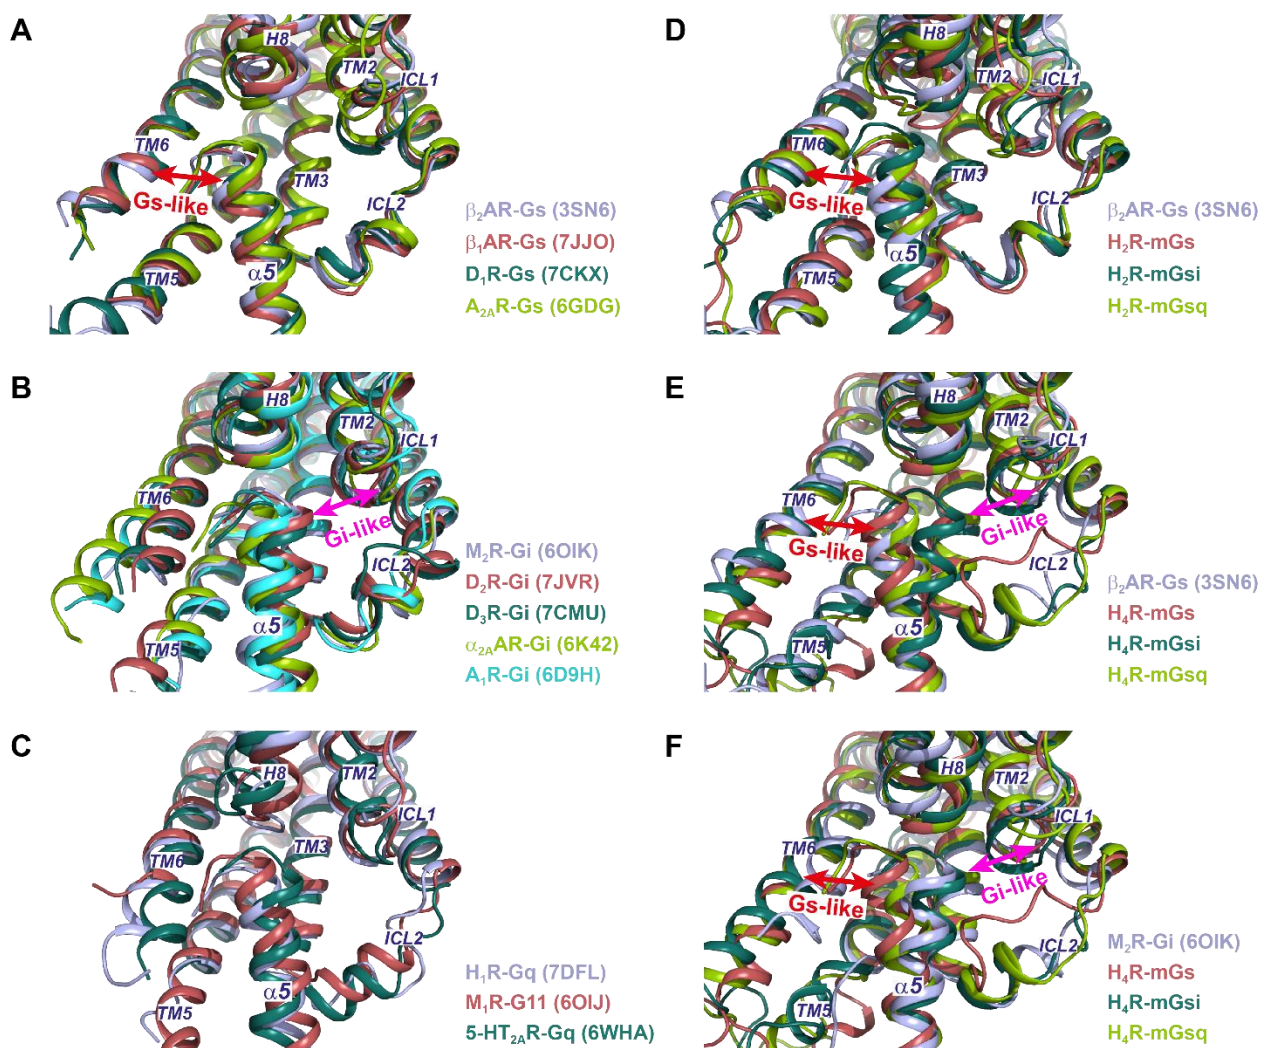 A
H8
TM2
ICL1
TM6
TM3
Gs-like
ICL2
TM5
α5
β₂AR-Gs (3SN6)
β₁AR-Gs (7JJO)
D₁R-Gs (7CKX)
A₂ₐR-Gs (6GDG)
B
H8
TM2
ICL1
TM6
Gi-like
ICL2
α5
TM5
M₂R-Gi (6OIK)
D₂R-Gi (7JVR)
D₃R-Gi (7CMU)
α₂ₐAR-Gi (6K42)
A₁R-Gi (6D9H)
C
H8
TM2
ICL1
TM3
TM6
ICL2
α5
TM5
H₁R-Gq (7DFL)
M₁R-G11 (6OIJ)
5-HT₂ₐR-Gq (6WHA)
D
H8
TM2
ICL1
TM6
TM3
Gs-like
ICL2
α5
TM5
β₂AR-Gs (3SN6)
H₂R-mGs
H₂R-mGsi
H₂R-mGsq
E
H8
TM2
ICL1
TM6
Gs-like
Gi-like
ICL2
α5
TM5
β₂AR-Gs (3SN6)
H₄R-mGs
H₄R-mGsi
H₄R-mGsq
F
H8
TM2
ICL1
TM6
Gs-like
Gi-like
ICL2
α5
TM5
M₂R-Gi (6OIK)
H₄R-mGs
H₄R-mGsi
H₄R-mGsq